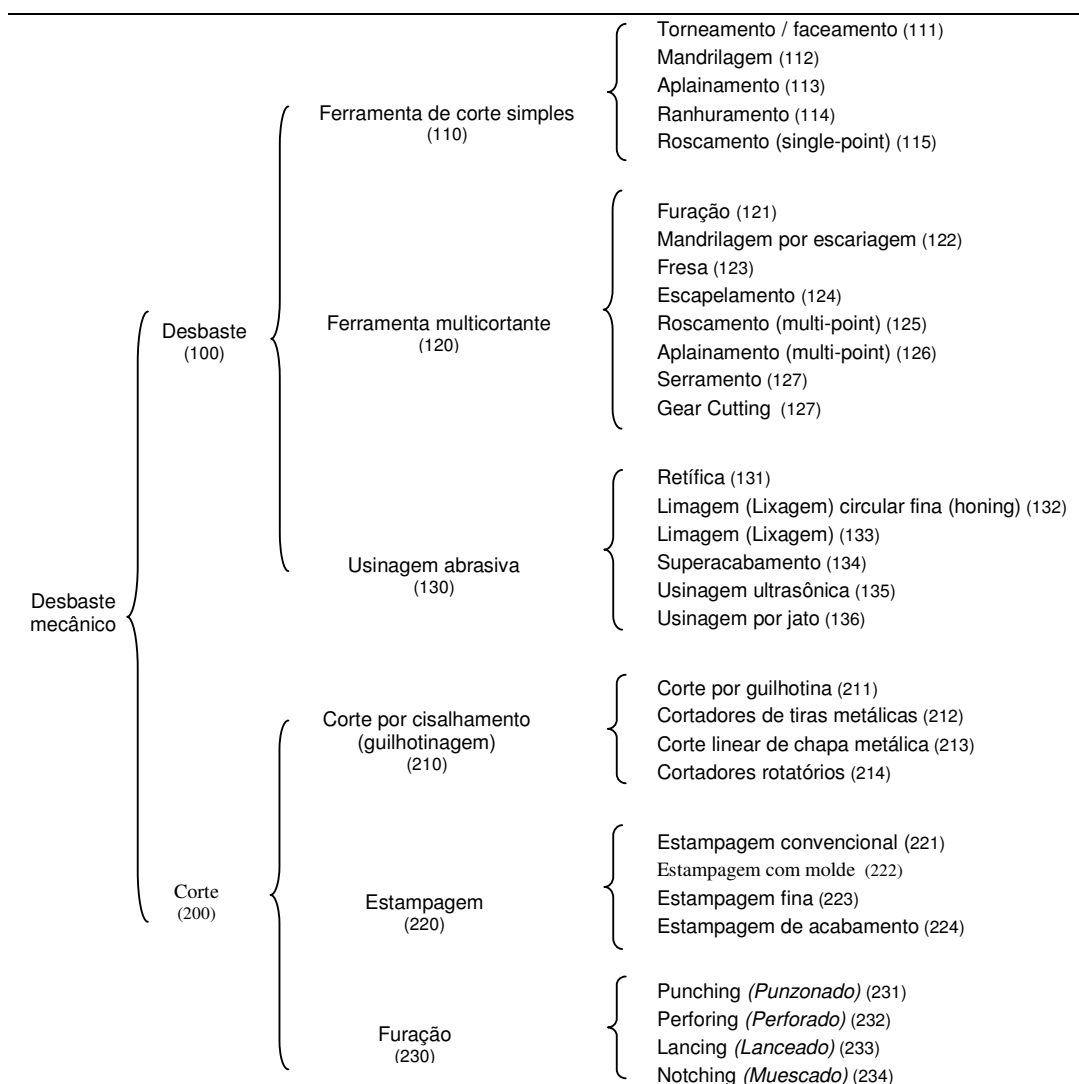 Desbaste
mecânico
Desbaste
(100)
Ferramenta de corte simples
(110)
Torneamento / faceamento (111)
Mandrilagem (112)
Aplainamento (113)
Ranhuramento (114)
Roscamento (single-point) (115)
Ferramenta multicortante
(120)
Furação (121)
Mandrilagem por escariagem (122)
Fresa (123)
Escapelamento (124)
Roscamento (multi-point) (125)
Aplainamento (multi-point) (126)
Serramento (127)
Gear Cutting (127)
Usinagem abrasiva
(130)
Retífica (131)
Limagem (Lixagem) circular fina (honing) (132)
Limagem (Lixagem) (133)
Superacabamento (134)
Usinagem ultrasônica (135)
Usinagem por jato (136)
Corte
(200)
Corte por cisalhamento
(guilhotinagem)
(210)
Corte por guilhotina (211)
Cortadores de tiras metálicas (212)
Corte linear de chapa metálica (213)
Cortadores rotatórios (214)
Estampagem
(220)
Estampagem convencional (221)
Estampagem com molde (222)
Estampagem fina (223)
Estampagem de acabamento (224)
Furação
(230)
Punching (Punzonado) (231)
Perforing (Perforado) (232)
Lancing (Lanceado) (233)
Notching (Muescado) (234)